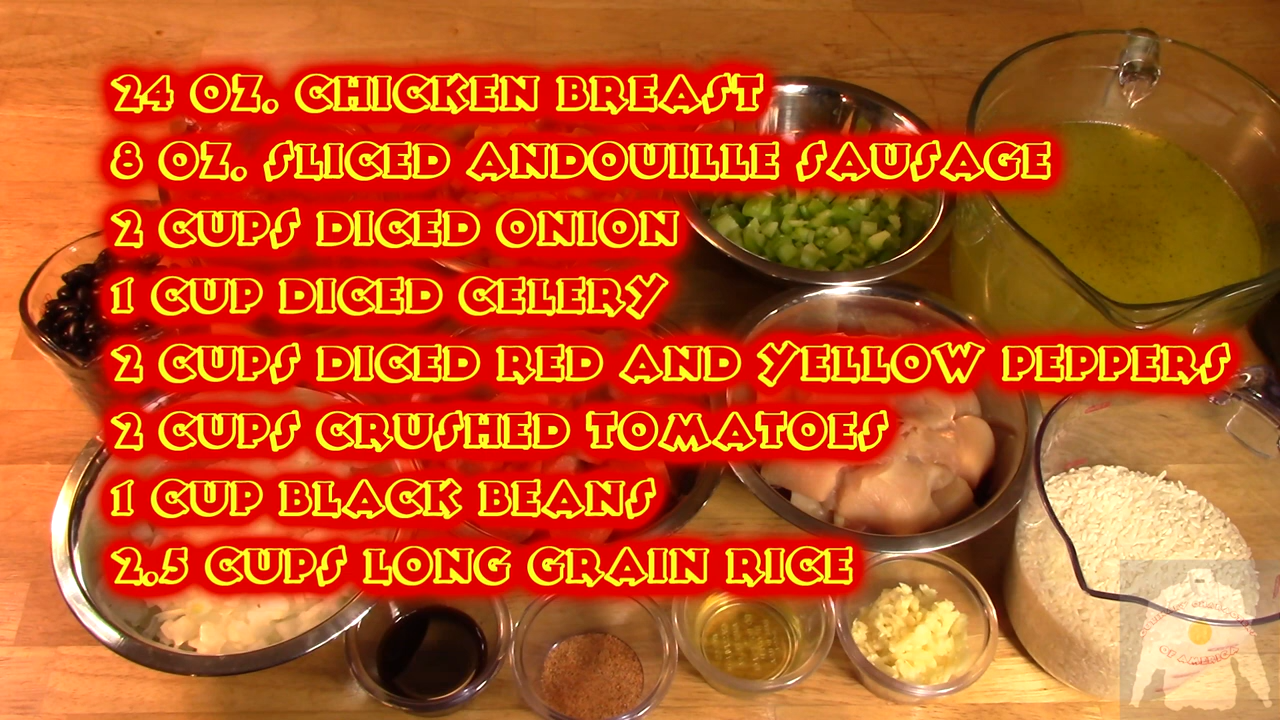 24 OZ. CHICKEN BREAST
8 OZ. SLICED ANDOUILLE SAUSAGE
2 CUPS DICED ONION
1 CUP DICED CELERY
2 CUPS DICED RED AND YELLOW PEPPERS
2 CUPS CRUSHED TOMATOES
1 CUP BLACK BEANS
2.5 CUPS LONG GRAIN RICE
OF AMERICA